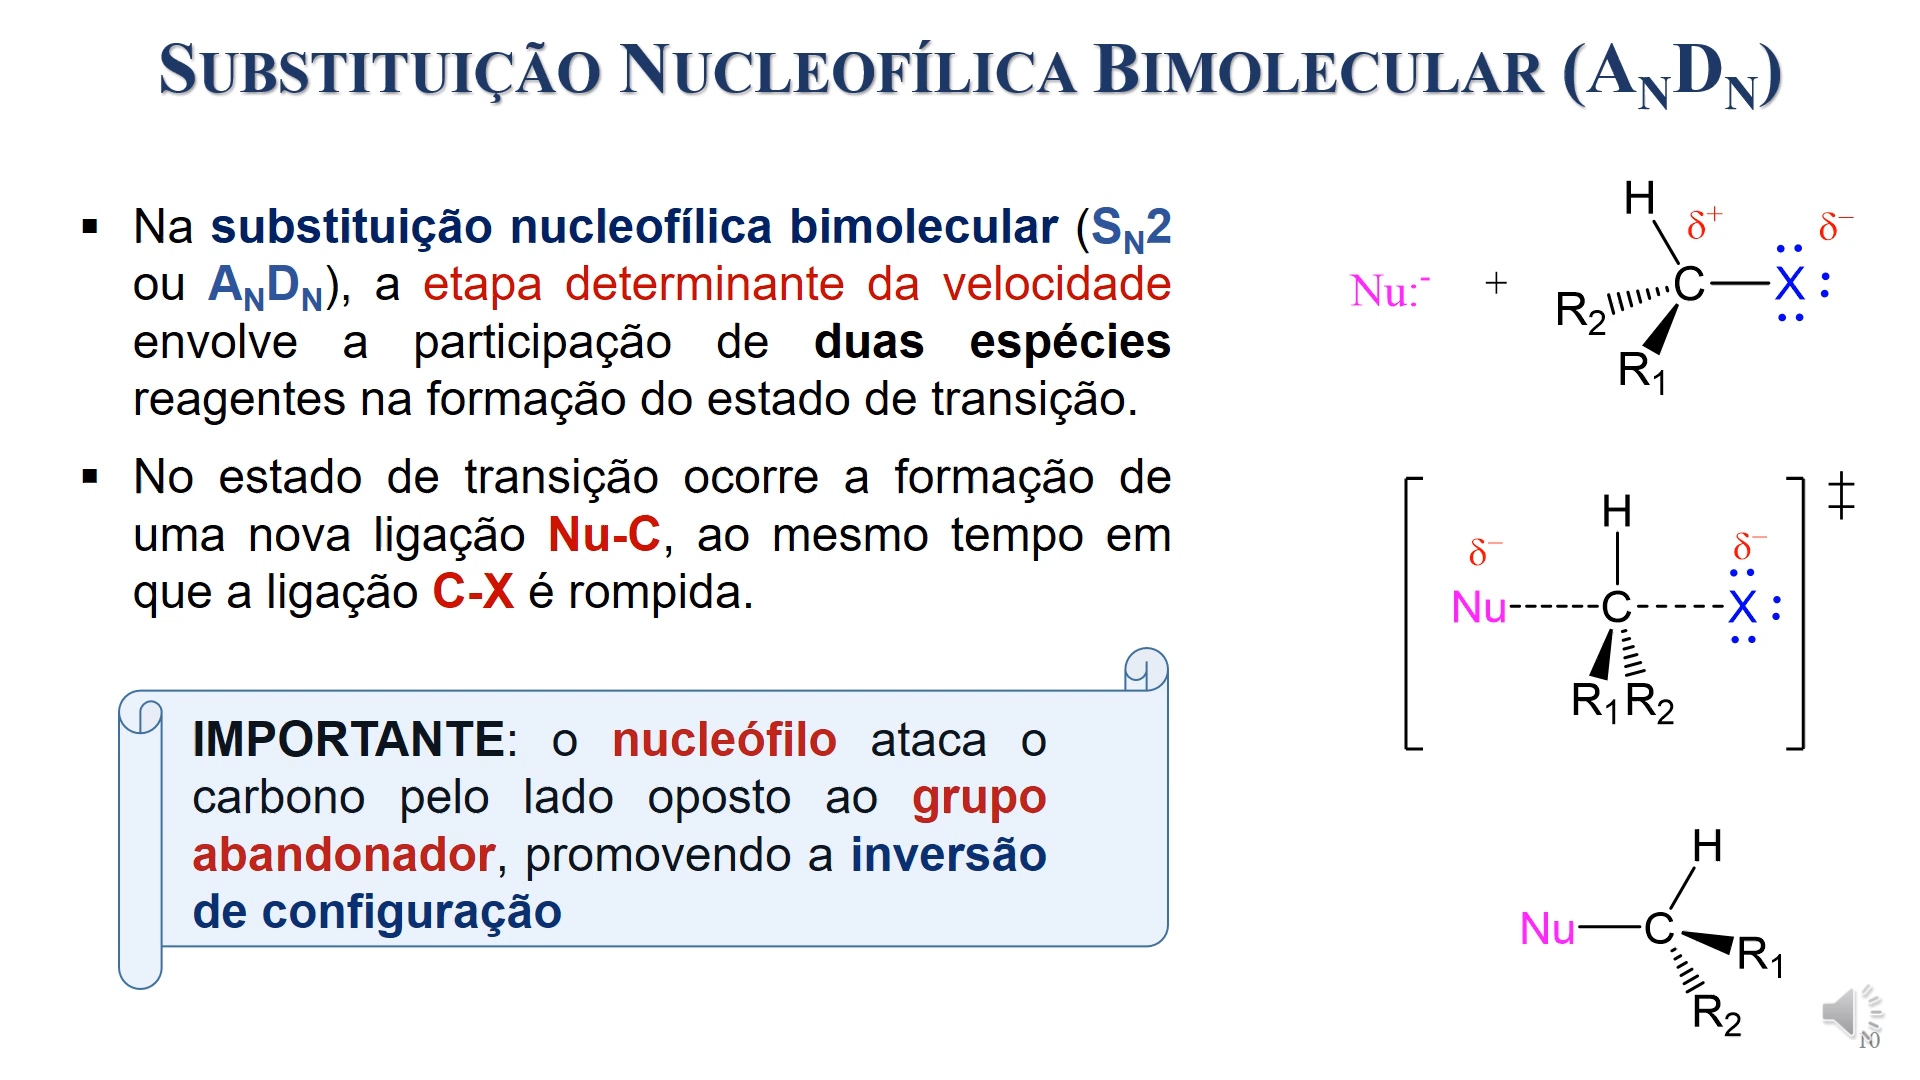 SUBSTITUIÇÃO NUCLEOFÍLICA BIMOLECULAR (ANDN)
▪ Na substituição nucleofílica bimolecular (SN2
ou ANDN), a etapa determinante da velocidade
envolve a participação de duas espécies
reagentes na formação do estado de transição.
▪ No estado de transição ocorre a formação de
uma nova ligação Nu-C, ao mesmo tempo em
que a ligação C-X é rompida.
IMPORTANTE: o nucleófilo ataca o
carbono pelo lado oposto ao grupo
abandonador, promovendo a inversão
de configuração
H
δ+ δ−
Nu:- + C X
R2
R1
‡
H
δ− δ−
Nu C X
R1 R2
H
Nu C
R1
R2
10